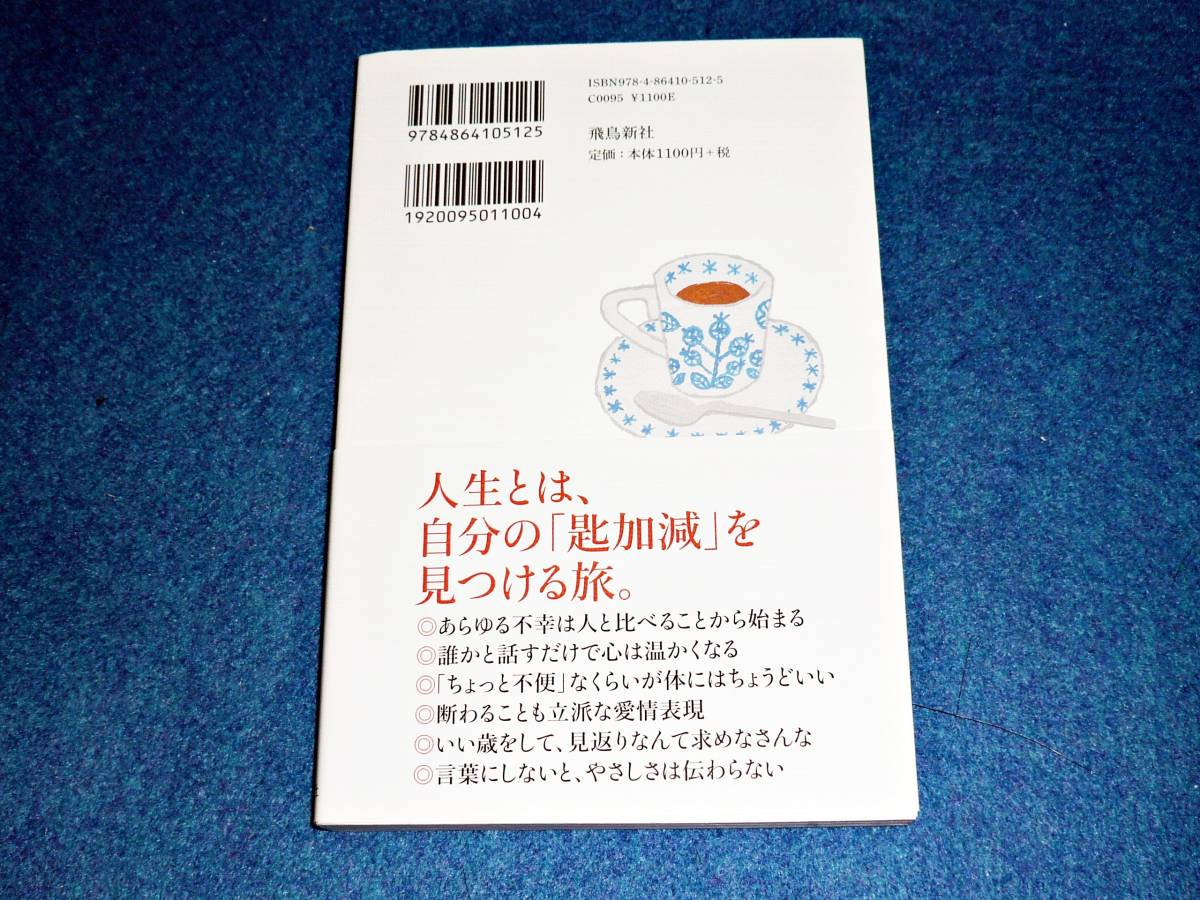 ISBN978-4-86410-512-5
C0095 ¥1100E
9784864105125
飛鳥新社
定価：本体1100円＋税
1920095011004
人生とは、
自分の「匙加減」を
見つける旅。
◎あらゆる不幸は人と比べることから始まる
◎誰かと話すだけで心は温かくなる
◎「ちょっと不便」なくらいが体にはちょうどいい
◎断わることも立派な愛情表現
◎いい歳をして、見返りなんて求めなさんな
◎言葉にしないと、やさしさは伝わらない